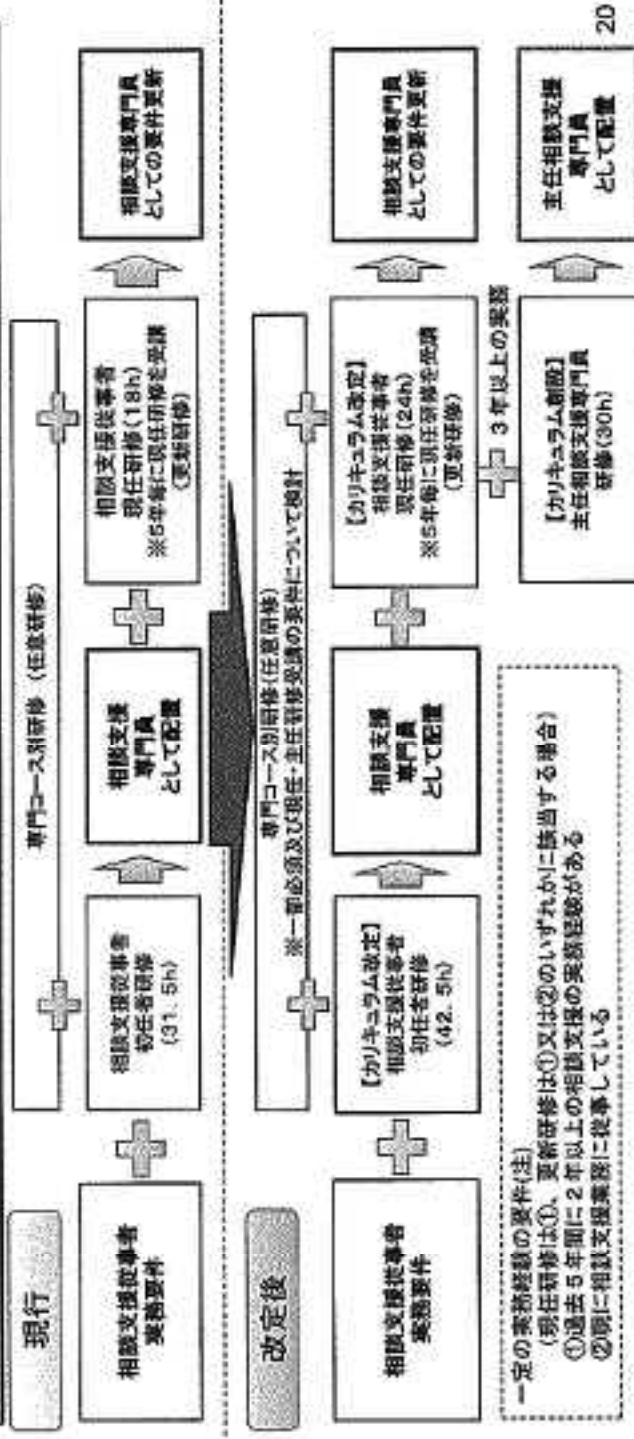 現行
専門コース別研修（任意研修）
相談支援従事者
実務要件
相談支援従事者
初任者研修
(31.5h)
相談支援
専門員
として配置
相談支援従事者
現任研修(18h)
※5年毎に現任研修を受講
(更新研修)
相談支援専門員
としての要件更新
改定後
専門コース別研修(任意研修)
※一部必須及び現任・主任研修受講の要件について検討
相談支援従事者
実務要件
【カリキュラム改定】
相談支援従事者
初任者研修
(42.5h)
相談支援
専門員
として配置
【カリキュラム改定】
相談支援従事者
現任研修(24h)
※5年毎に現任研修を受講
(更新研修)
相談支援専門員
としての要件更新
3年以上の実務
【カリキュラム創設】
主任相談支援専門員
研修(30h)
主任相談支援
専門員
として配置
一定の実務経験の要件(注)
(現任研修は①、更新研修は①又は②のいずれかに該当する場合)
①過去5年間に2年以上の相談支援の実務経験がある
②現に相談支援業務に従事している
20